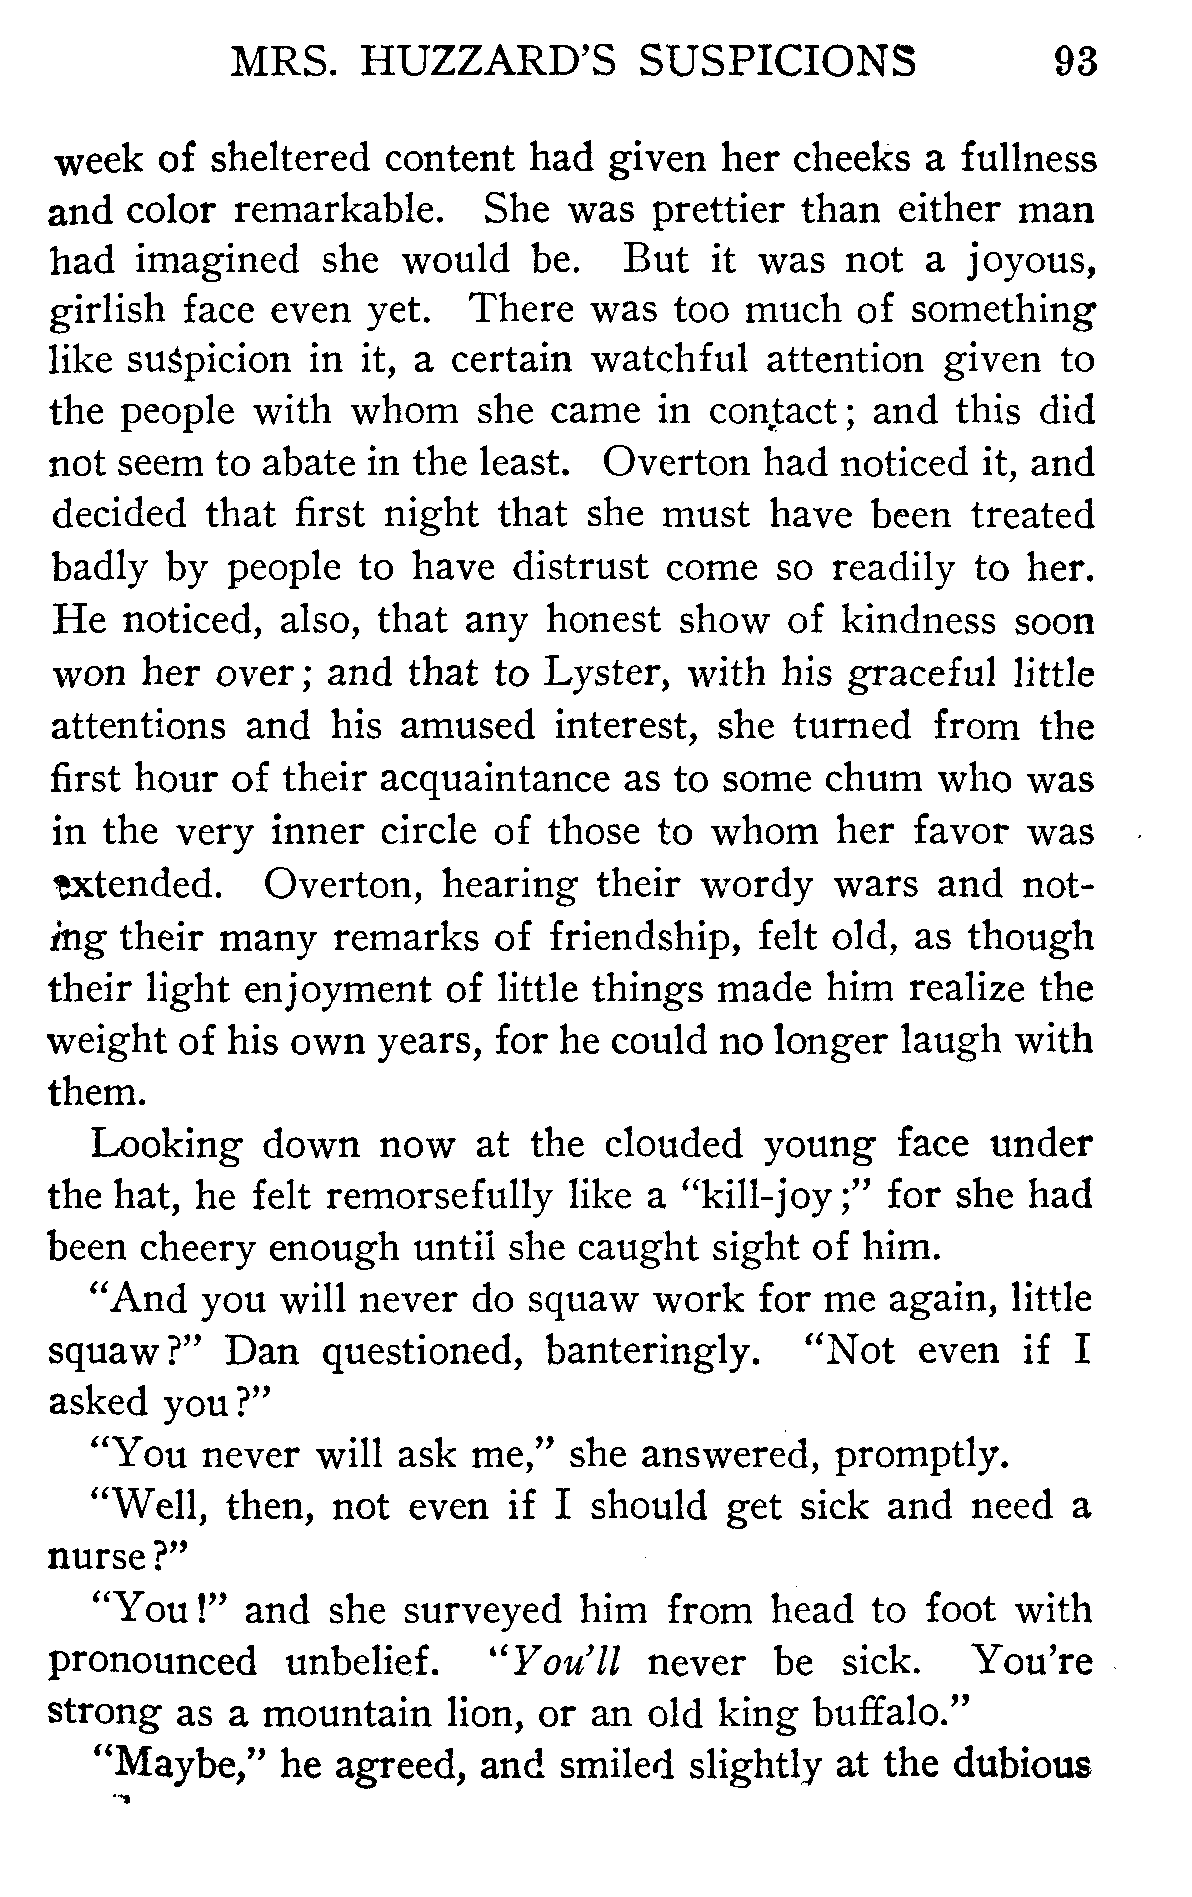 MRS. HUZZARD'S SUSPICIONS 93
week of sheltered content had given her cheeks a fullness
and color remarkable. She was prettier than either man
had imagined she would be. But it was not a joyous,
girlish face even yet. There was too much of something
like suspicion in it, a certain watchful attention given to
the people with whom she came in contact; and this did
not seem to abate in the least. Overton had noticed it, and
decided that first night that she must have been treated
badly by people to have distrust come so readily to her.
He noticed, also, that any honest show of kindness soon
won her over; and that to Lyster, with his graceful little
attentions and his amused interest, she turned from the
first hour of their acquaintance as to some chum who was
in the very inner circle of those to whom her favor was
extended. Overton, hearing their wordy wars and not-
ing their many remarks of friendship, felt old, as though
their light enjoyment of little things made him realize the
weight of his own years, for he could no longer laugh with
them.
Looking down now at the clouded young face under
the hat, he felt remorsefully like a “kill-joy;” for she had
been cheery enough until she caught sight of him.
“And you will never do squaw work for me again, little
squaw?” Dan questioned, banteringly. “Not even if I
asked you?”
“You never will ask me,” she answered, promptly.
“Well, then, not even if I should get sick and need a
nurse?”
“You!” and she surveyed him from head to foot with
pronounced unbelief. “You'll never be sick. You're
strong as a mountain lion, or an old king buffalo.”
“Maybe,” he agreed, and smiled slightly at the dubious